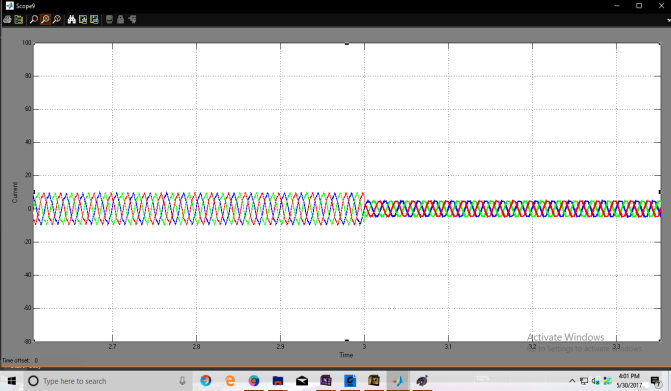 Scope9
100
80
60
40
20
0
-20
-40
-60
-80
Current
2.7
2.8
2.9
3
3.1
3.2
3.3
Time
Time offset: 0
Activate Windows
Go to Settings to activate Windows.
Type here to search
4:01 PM
5/30/2017